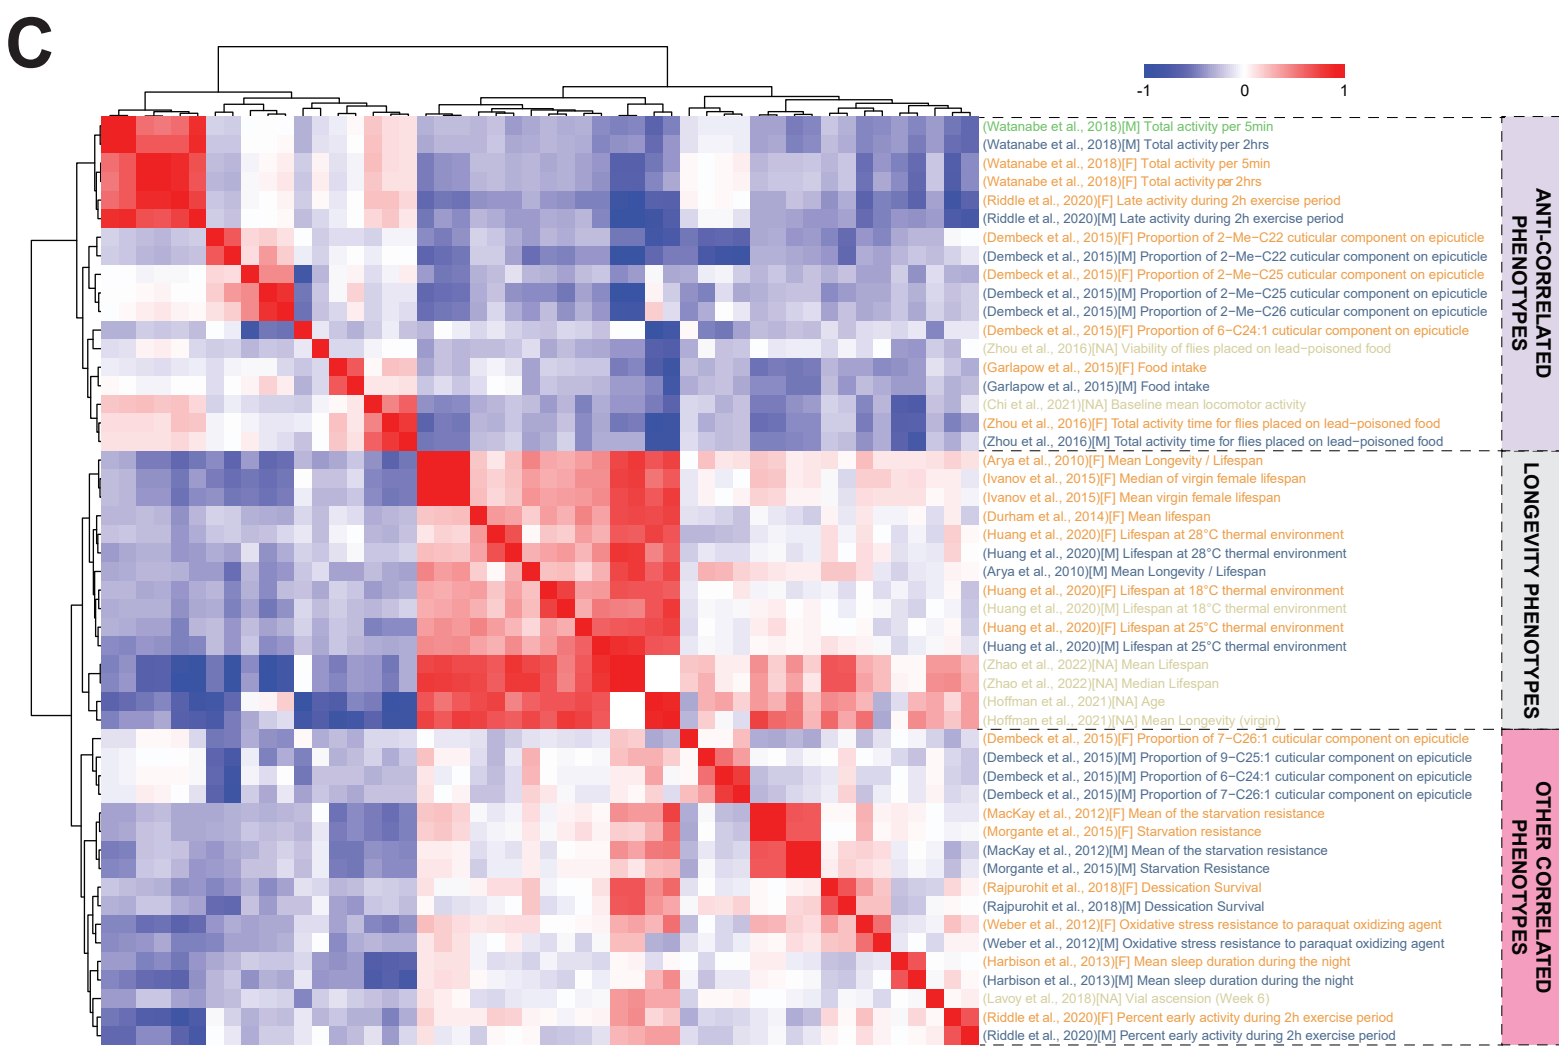 C
-1 0 1
(Watanabe et al., 2018)[M] Total activity per 5min
(Watanabe et al., 2018)[M] Total activity per 2hrs
(Watanabe et al., 2018)[F] Total activity per 5min
(Watanabe et al., 2018)[F] Total activity per 2hrs
(Riddle et al., 2020)[F] Late activity during 2h exercise period
(Riddle et al., 2020)[M] Late activity during 2h exercise period
(Dembeck et al., 2015)[F] Proportion of 2−Me−C22 cuticular component on epicuticle
(Dembeck et al., 2015)[M] Proportion of 2−Me−C22 cuticular component on epicuticle
(Dembeck et al., 2015)[F] Proportion of 2−Me−C25 cuticular component on epicuticle
(Dembeck et al., 2015)[M] Proportion of 2−Me−C25 cuticular component on epicuticle
(Dembeck et al., 2015)[M] Proportion of 2−Me−C26 cuticular component on epicuticle
(Dembeck et al., 2015)[F] Proportion of 6−C24:1 cuticular component on epicuticle
(Zhou et al., 2016)[NA] Viability of flies placed on lead−poisoned food
(Garlapow et al., 2015)[F] Food intake
(Garlapow et al., 2015)[M] Food intake
(Chi et al., 2021)[NA] Baseline mean locomotor activity
(Zhou et al., 2016)[F] Total activity time for flies placed on lead−poisoned food
(Zhou et al., 2016)[M] Total activity time for flies placed on lead−poisoned food
ANTI-CORRELATED
PHENOTYPES
(Arya et al., 2010)[F] Mean Longevity / Lifespan
(Ivanov et al., 2015)[F] Median of virgin female lifespan
(Ivanov et al., 2015)[F] Mean virgin female lifespan
(Durham et al., 2014)[F] Mean lifespan
(Huang et al., 2020)[F] Lifespan at 28°C thermal environment
(Huang et al., 2020)[M] Lifespan at 28°C thermal environment
(Arya et al., 2010)[M] Mean Longevity / Lifespan
(Huang et al., 2020)[F] Lifespan at 18°C thermal environment
(Huang et al., 2020)[M] Lifespan at 18°C thermal environment
(Huang et al., 2020)[F] Lifespan at 25°C thermal environment
(Huang et al., 2020)[M] Lifespan at 25°C thermal environment
(Zhao et al., 2022)[NA] Mean Lifespan
(Zhao et al., 2022)[NA] Median Lifespan
(Hoffman et al., 2021)[NA] Age
(Hoffman et al., 2021)[NA] Mean Longevity (virgin)
LONGEVITY PHENOTYPES
(Dembeck et al., 2015)[F] Proportion of 7−C26:1 cuticular component on epicuticle
(Dembeck et al., 2015)[M] Proportion of 9−C25:1 cuticular component on epicuticle
(Dembeck et al., 2015)[M] Proportion of 6−C24:1 cuticular component on epicuticle
(Dembeck et al., 2015)[M] Proportion of 7−C26:1 cuticular component on epicuticle
(MacKay et al., 2012)[F] Mean of the starvation resistance
(Morgante et al., 2015)[F] Starvation resistance
(MacKay et al., 2012)[M] Mean of the starvation resistance
(Morgante et al., 2015)[M] Starvation Resistance
(Rajpurohit et al., 2018)[F] Dessication Survival
(Rajpurohit et al., 2018)[M] Dessication Survival
(Weber et al., 2012)[F] Oxidative stress resistance to paraquat oxidizing agent
(Weber et al., 2012)[M] Oxidative stress resistance to paraquat oxidizing agent
(Harbison et al., 2013)[F] Mean sleep duration during the night
(Harbison et al., 2013)[M] Mean sleep duration during the night
(Lavoy et al., 2018)[NA] Vial ascension (Week 6)
(Riddle et al., 2020)[F] Percent early activity during 2h exercise period
(Riddle et al., 2020)[M] Percent early activity during 2h exercise period
OTHER CORRELATED
PHENOTYPES